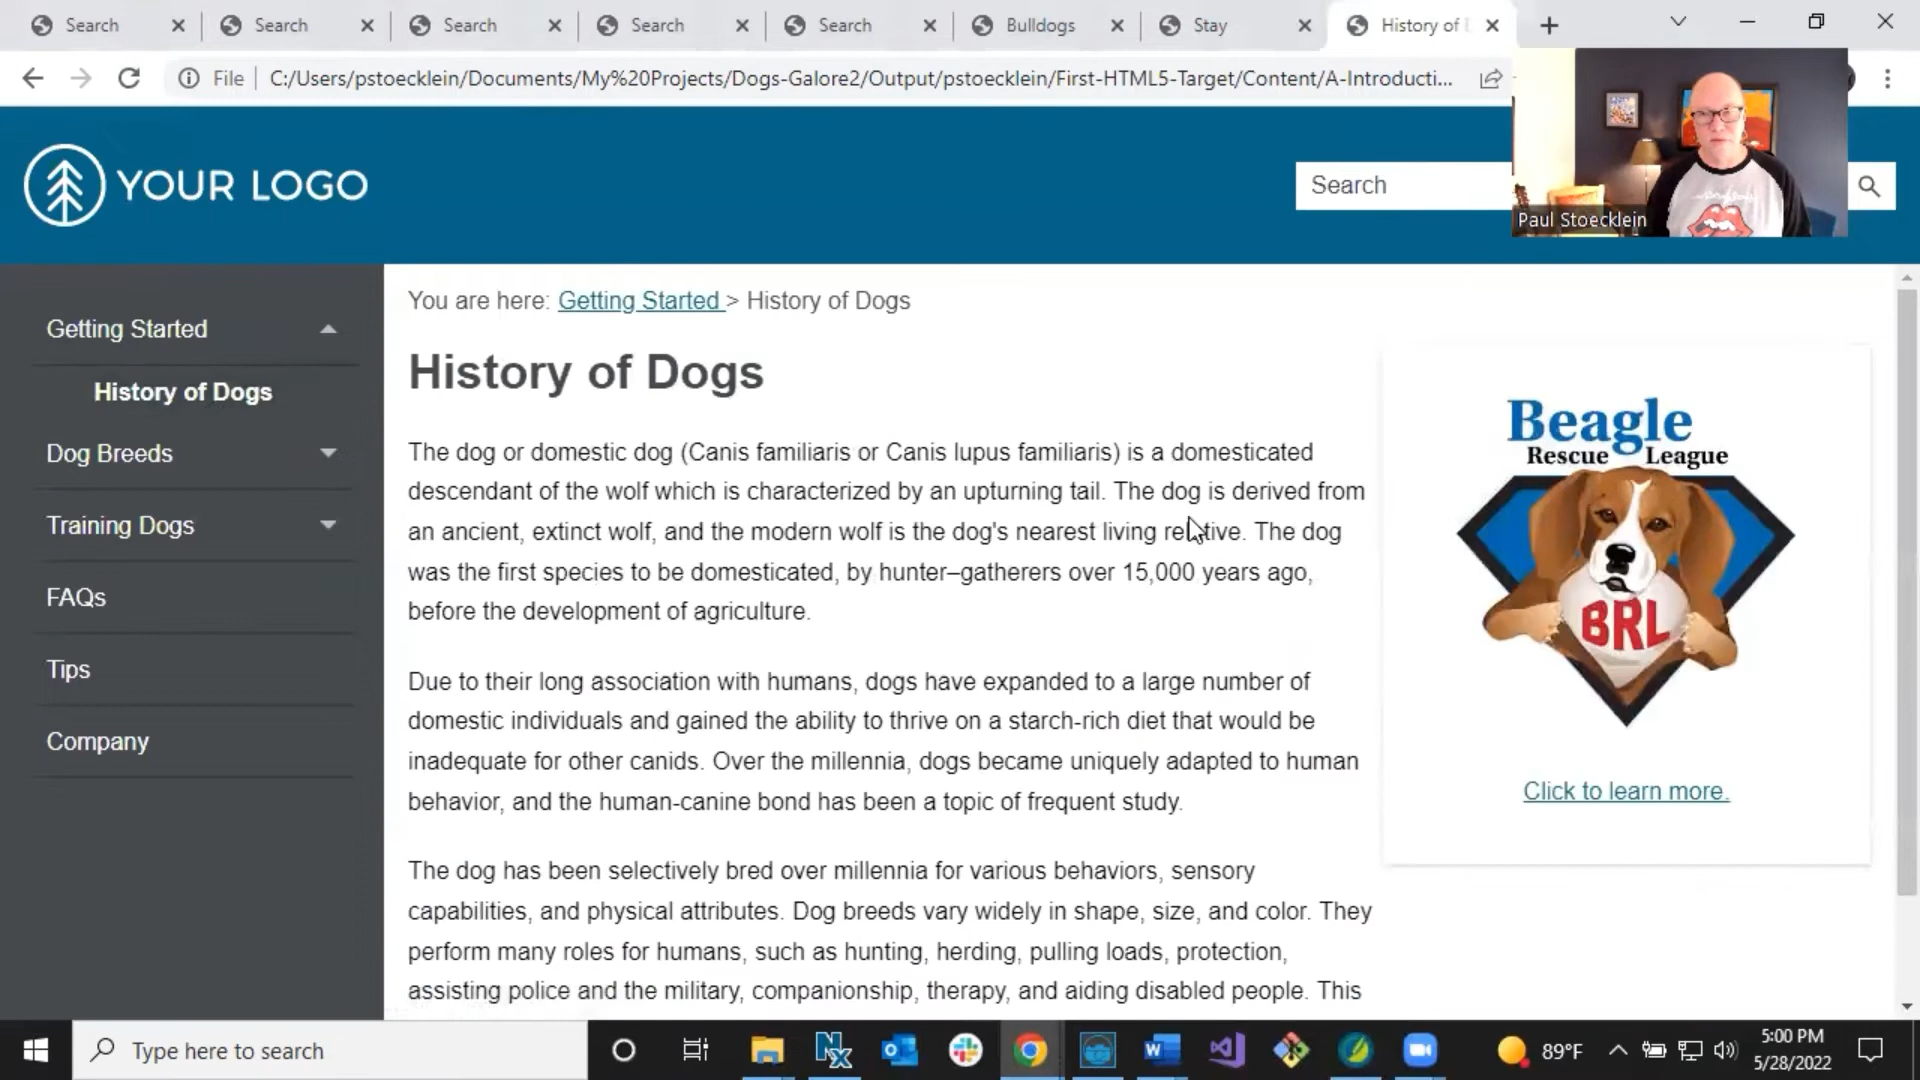 Search
Search
Search
Search
Search
Bulldogs
Stay
History of
File
C:/Users/pstoecklein/Documents/My%20Projects/Dogs-Galore2/Output/pstoecklein/First-HTML5-Target/Content/A-Introducti...
YOUR LOGO
Search
Paul Stoecklein
Getting Started
History of Dogs
Dog Breeds
Training Dogs
FAQs
Tips
Company
You are here: Getting Started > History of Dogs
History of Dogs
The dog or domestic dog (Canis familiaris or Canis lupus familiaris) is a domesticated
descendant of the wolf which is characterized by an upturning tail. The dog is derived from
an ancient, extinct wolf, and the modern wolf is the dog's nearest living relative. The dog
was the first species to be domesticated, by hunter–gatherers over 15,000 years ago,
before the development of agriculture.
Due to their long association with humans, dogs have expanded to a large number of
domestic individuals and gained the ability to thrive on a starch-rich diet that would be
inadequate for other canids. Over the millennia, dogs became uniquely adapted to human
behavior, and the human-canine bond has been a topic of frequent study.
The dog has been selectively bred over millennia for various behaviors, sensory
capabilities, and physical attributes. Dog breeds vary widely in shape, size, and color. They
perform many roles for humans, such as hunting, herding, pulling loads, protection,
assisting police and the military, companionship, therapy, and aiding disabled people. This
Beagle
Rescue League
BRL
Click to learn more.
Type here to search
89°F
5:00 PM
5/28/2022